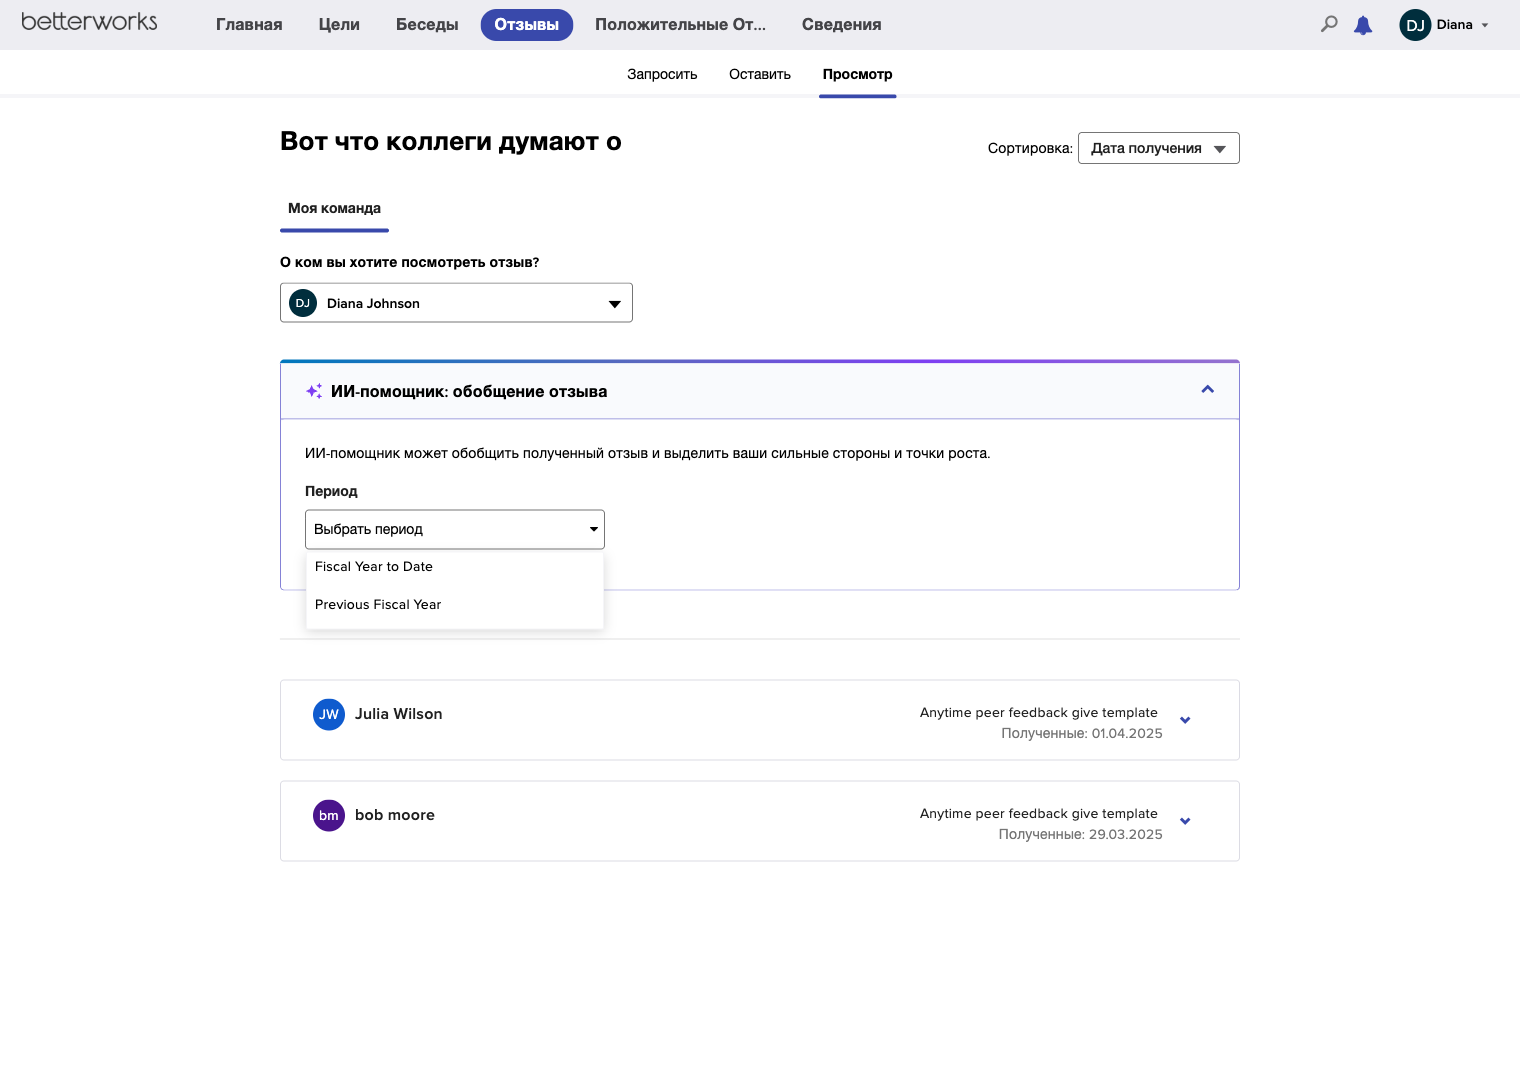 betterworks
Главная
Цели
Беседы
Отзывы
Положительные От...
Сведения
DJ
Diana
Запросить
Оставить
Просмотр
Вот что коллеги думают о
Сортировка:
Дата получения
Моя команда
О ком вы хотите посмотреть отзыв?
DJ
Diana Johnson
ИИ-помощник: обобщение отзыва
ИИ-помощник может обобщить полученный отзыв и выделить ваши сильные стороны и точки роста.
Период
Выбрать период
Fiscal Year to Date
Previous Fiscal Year
JW
Julia Wilson
Anytime peer feedback give template
Полученные: 01.04.2025
bm
bob moore
Anytime peer feedback give template
Полученные: 29.03.2025